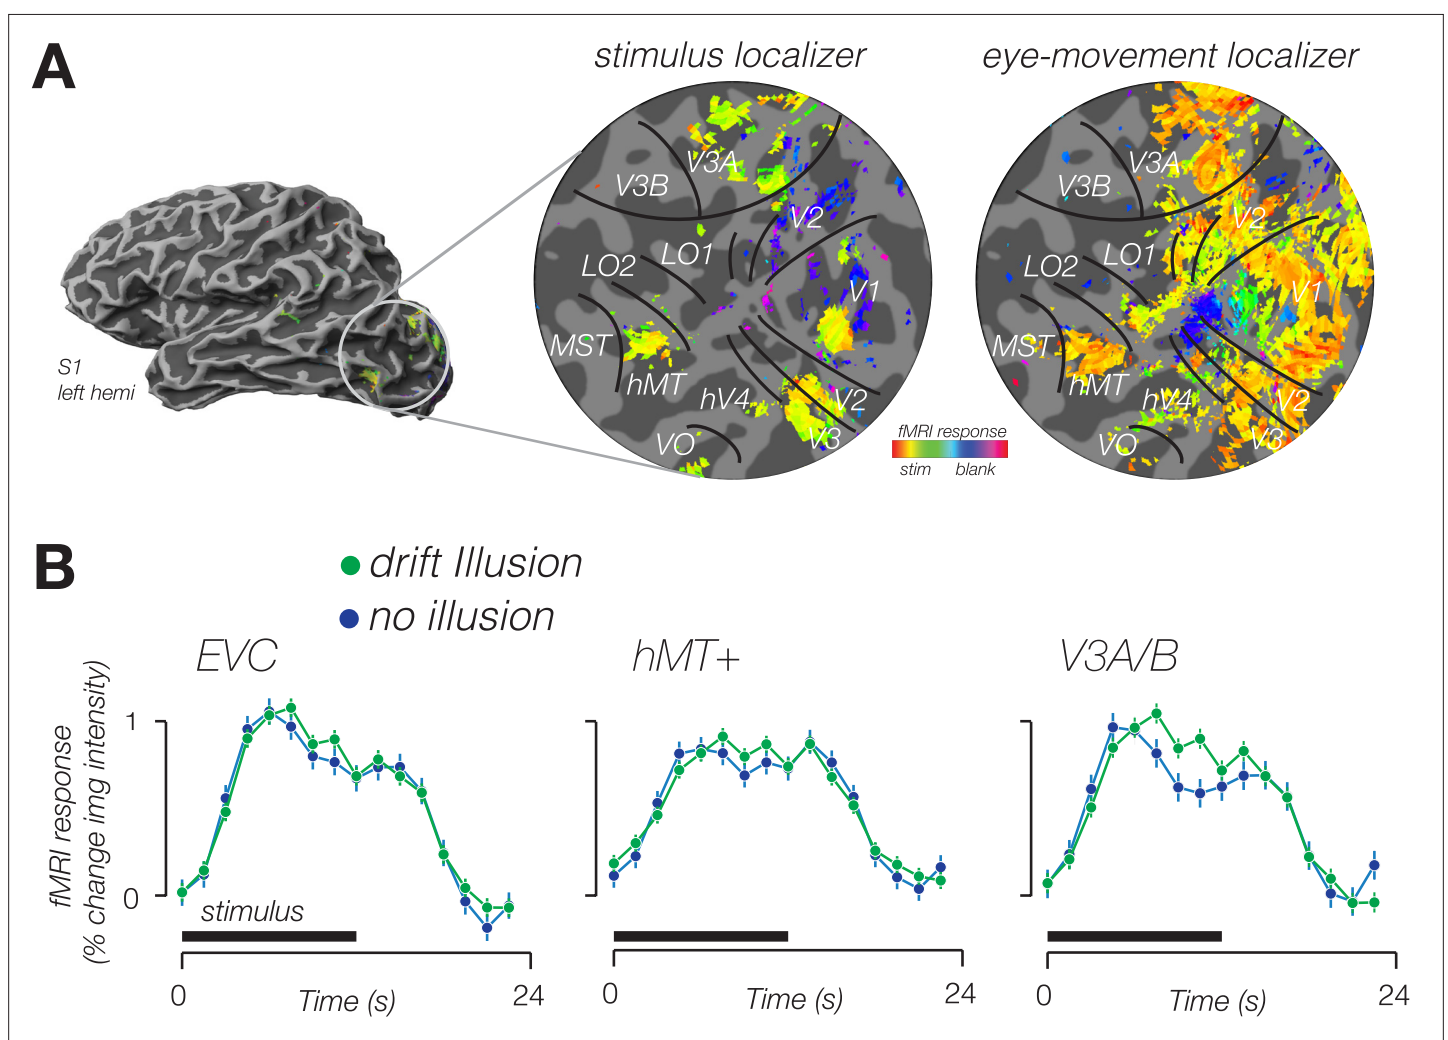 A
stimulus localizer
eye-movement localizer
V3A
V3B
V2
LO1
LO2
V1
MST
hMT
hV4
V2
V3
VO
V3A
V3B
V2
LO1
LO2
V1
MST
hMT
hV4
V2
V3
VO
S1
left hemi
fMRI response
stim blank
B
drift Illusion
no illusion
EVC
hMT+
V3A/B
fMRI response
(% change img intensity)
1
0
stimulus
0 24
Time (s)
0 24
Time (s)
0 24
Time (s)